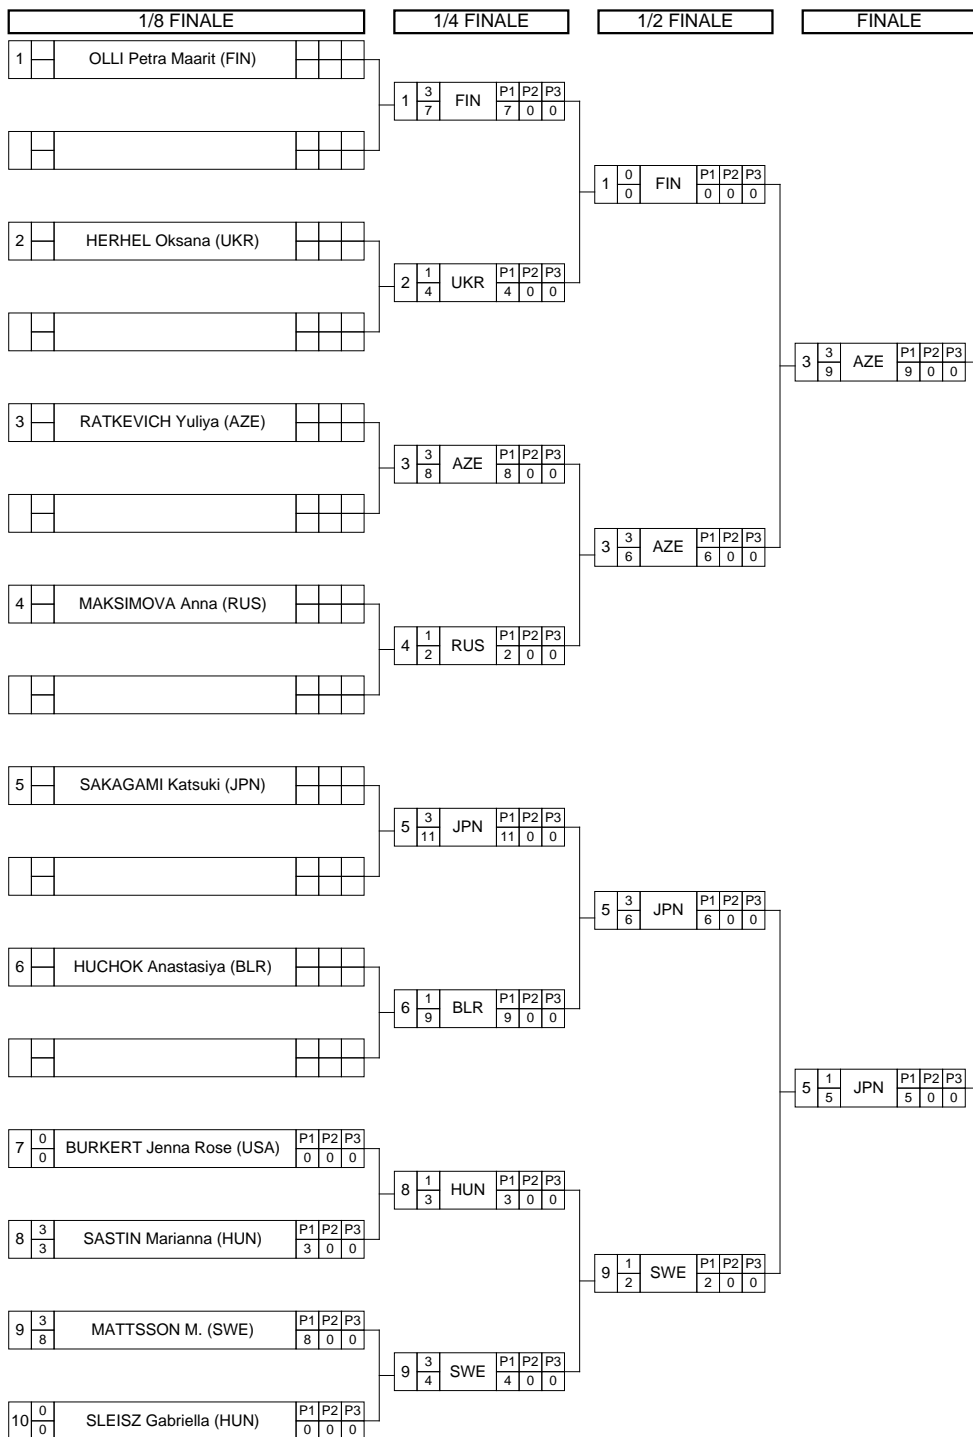 1/8 FINALE 1/4 FINALE 1/2 FINALE FINALE
1 OLLI Petra Maarit (FIN)
1 3 7 FIN P1 P2 P3 7 0 0
1 0 0 FIN P1 P2 P3 0 0 0
2 HERHEL Oksana (UKR)
2 1 4 UKR P1 P2 P3 4 0 0
3 3 9 AZE P1 P2 P3 9 0 0
3 RATKEVICH Yuliya (AZE)
3 3 8 AZE P1 P2 P3 8 0 0
3 3 6 AZE P1 P2 P3 6 0 0
4 MAKSIMOVA Anna (RUS)
4 1 2 RUS P1 P2 P3 2 0 0
5 SAKAGAMI Katsuki (JPN)
5 3 11 JPN P1 P2 P3 11 0 0
5 3 6 JPN P1 P2 P3 6 0 0
6 HUCHOK Anastasiya (BLR)
6 1 9 BLR P1 P2 P3 9 0 0
5 1 5 JPN P1 P2 P3 5 0 0
7 0 0 BURKERT Jenna Rose (USA) P1 P2 P3 0 0 0
8 1 3 HUN P1 P2 P3 3 0 0
8 3 3 SASTIN Marianna (HUN) P1 P2 P3 3 0 0
9 1 2 SWE P1 P2 P3 2 0 0
9 3 8 MATTSSON M. (SWE) P1 P2 P3 8 0 0
9 3 4 SWE P1 P2 P3 4 0 0
10 0 0 SLEISZ Gabriella (HUN) P1 P2 P3 0 0 0